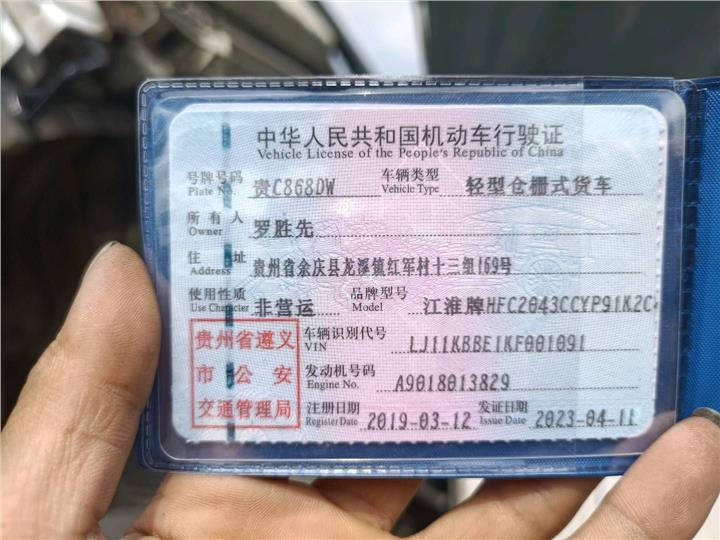 中华人民共和国机动车行驶证
Vehicle License of the People's Republic of China
号牌号码 贵C868DW 车辆类型 轻型仓栅式货车
Plate No. Vehicle Type
所有人 罗胜先
Owner
住址 贵州省余庆县龙溪镇红军村十三组169号
Address
使用性质 非营运 品牌型号 江淮牌HFC2043CCYP91K2C
Use Character Model
贵州省遵义
市公安
交通管理局
车辆识别代号 LJ11KBBE1KF001091
VIN
发动机号码 A9018013829
Engine No.
注册日期 2019-03-12 发证日期 2023-04-11
Register Date Issue Date